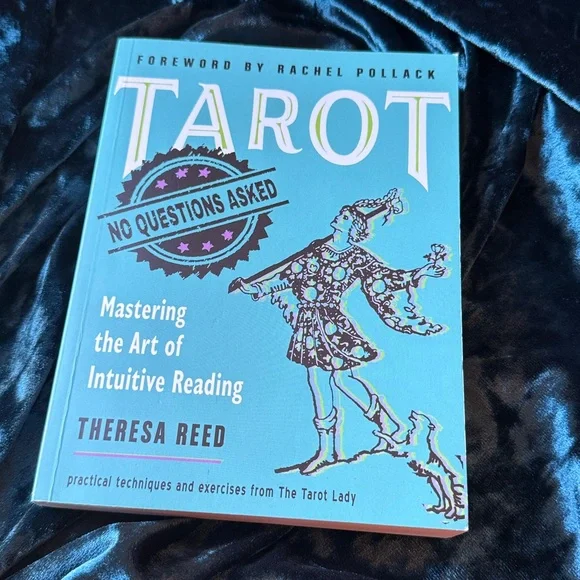 FOREWORD BY RACHEL POLLACK
TAROT
NO QUESTIONS ASKED
Mastering
the Art of
Intuitive Reading
THERESA REED
practical techniques and exercises from The Tarot Lady